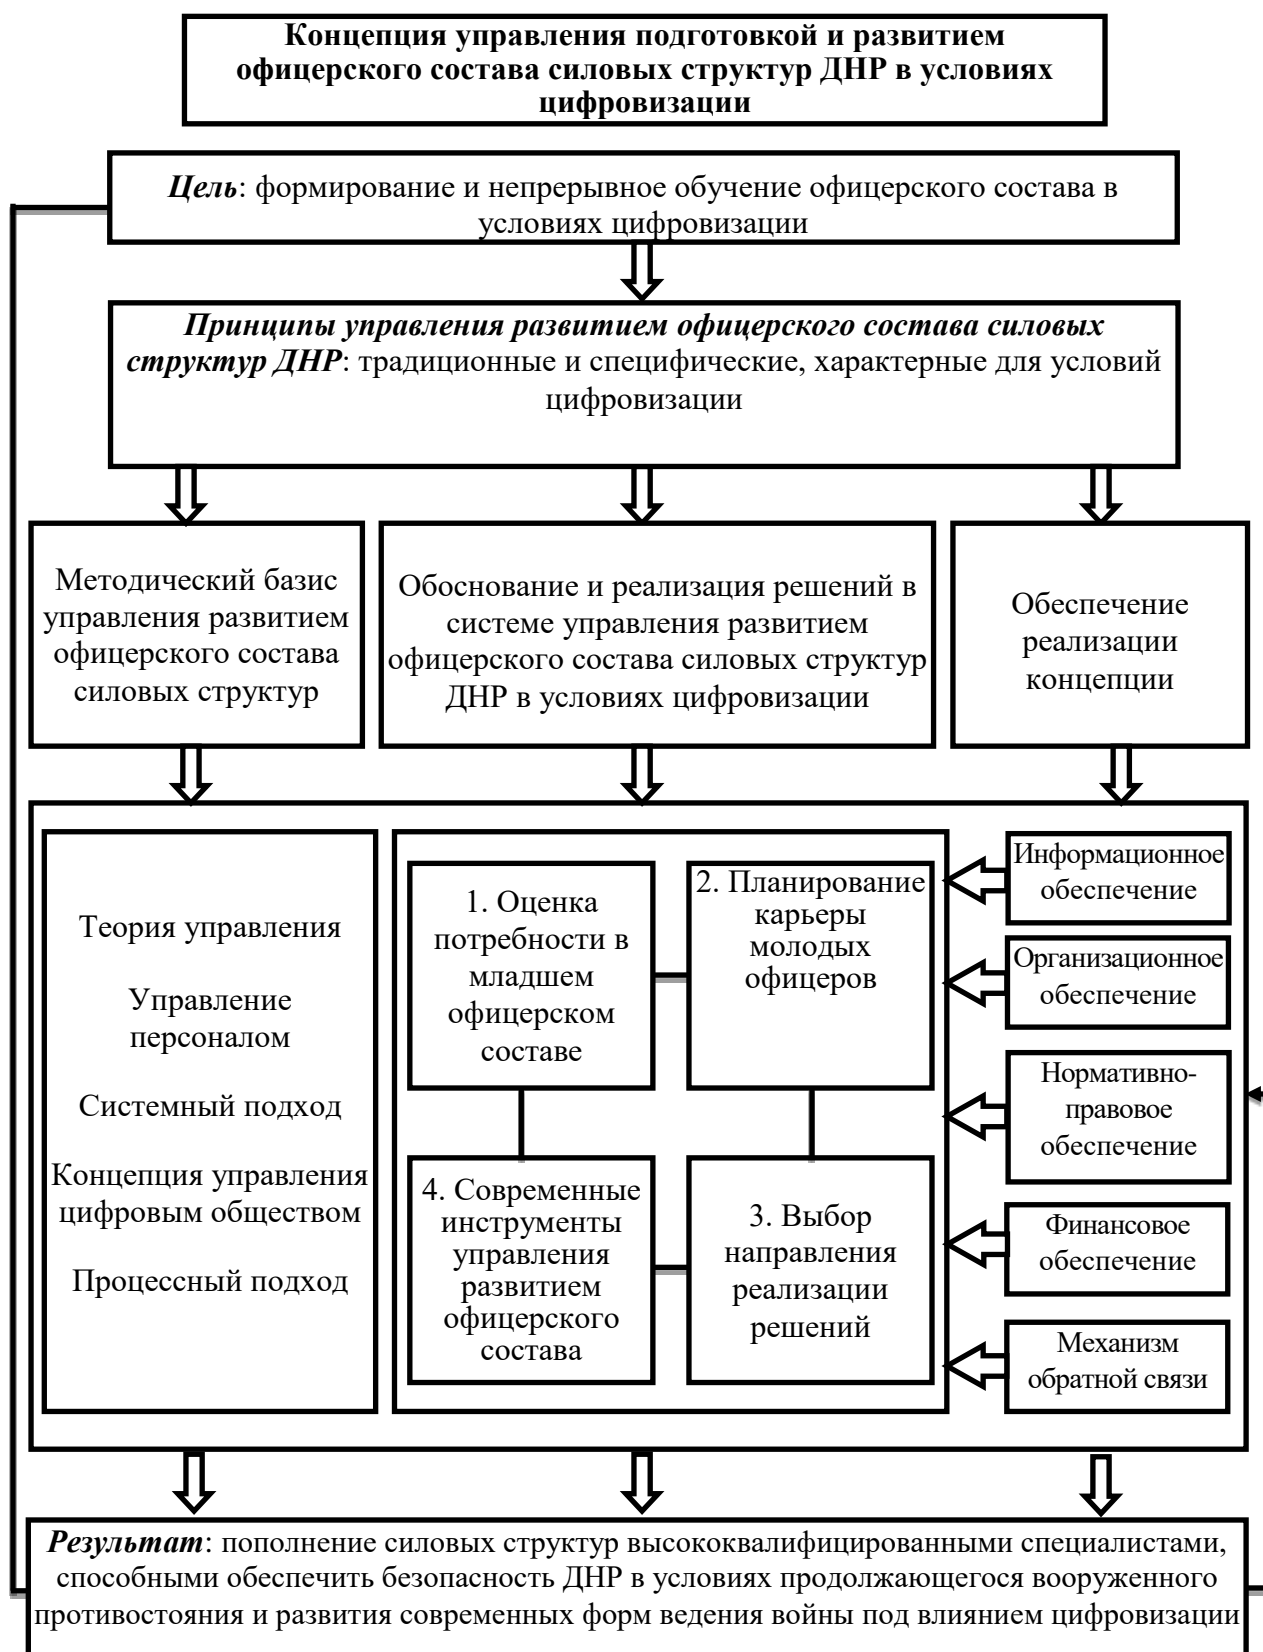 Концепция управления подготовкой и развитием
офицерского состава силовых структур ДНР в условиях
цифровизации
Цель: формирование и непрерывное обучение офицерского состава в
условиях цифровизации
Принципы управления развитием офицерского состава силовых
структур ДНР: традиционные и специфические, характерные для условий
цифровизации
Методический базис
управления развитием
офицерского состава
силовых структур
Обоснование и реализация решений в
системе управления развитием
офицерского состава силовых структур
ДНР в условиях цифровизации
Обеспечение
реализации
концепции
Теория управления
Управление
персоналом
Системный подход
Концепция управления
цифровым обществом
Процессный подход
1. Оценка
потребности в
младшем
офицерском
составе
2. Планирование
карьеры
молодых
офицеров
4. Современные
инструменты
управления
развитием
офицерского
состава
3. Выбор
направления
реализации
решений
Информационное
обеспечение
Организационное
обеспечение
Нормативно-
правовое
обеспечение
Финансовое
обеспечение
Механизм
обратной связи
Результат: пополнение силовых структур высококвалифицированными специалистами,
способными обеспечить безопасность ДНР в условиях продолжающегося вооруженного
противостояния и развития современных форм ведения войны под влиянием цифровизации